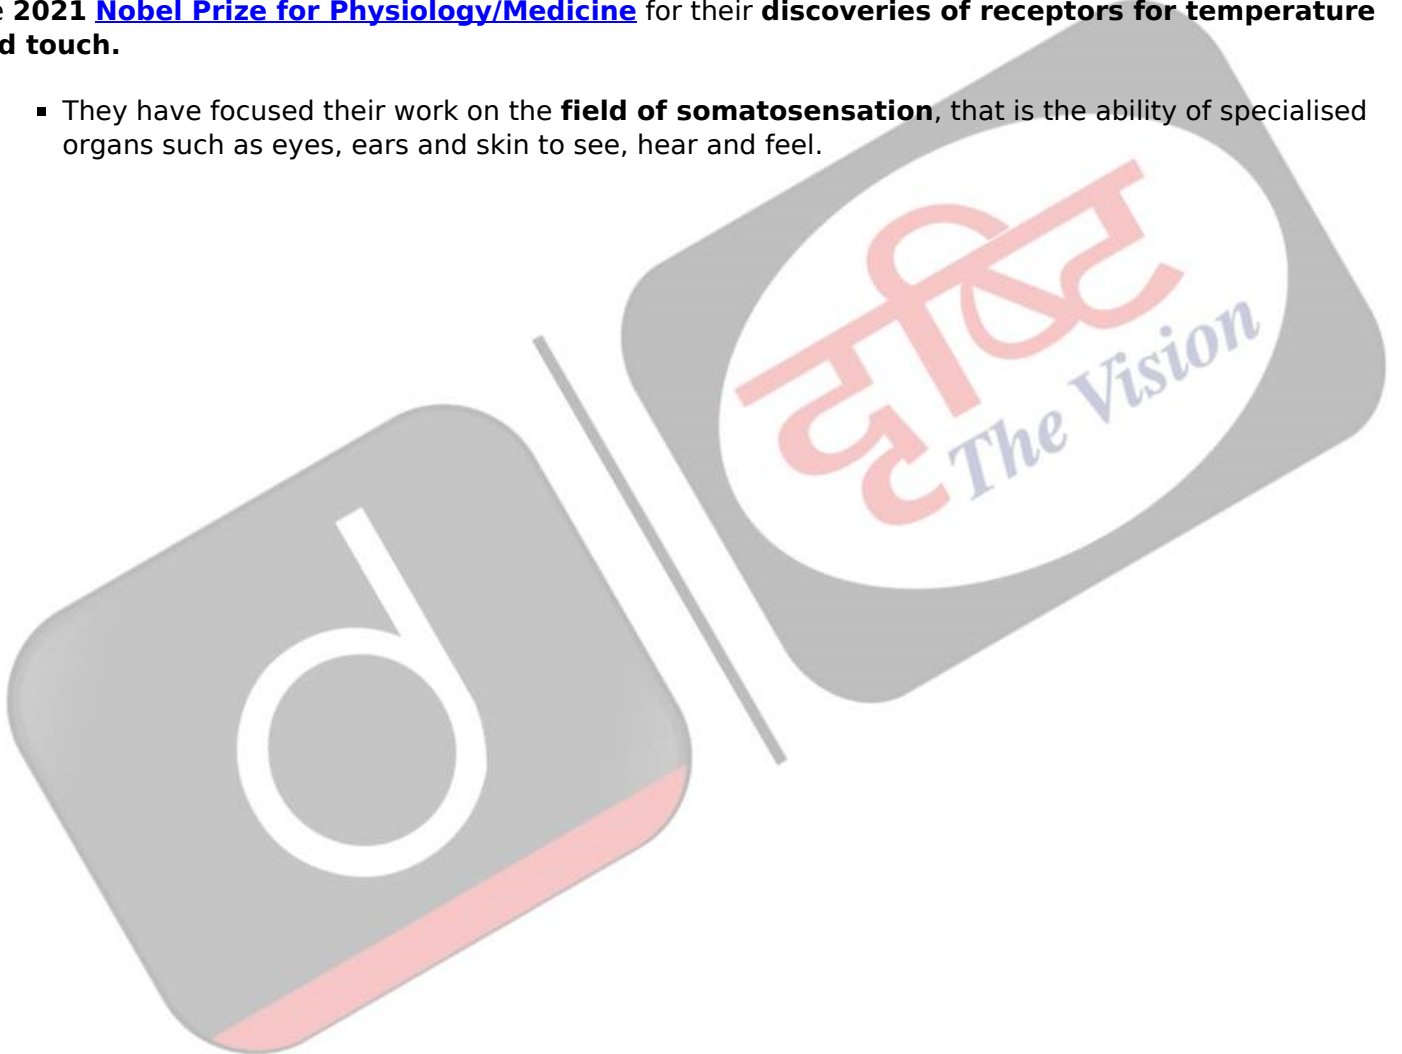 e 2021 Nobel Prize for Physiology/Medicine for their discoveries of receptors for temperature
d touch.
▪ They have focused their work on the field of somatosensation, that is the ability of specialised
organs such as eyes, ears and skin to see, hear and feel.
दृष्टि
The Vision
d